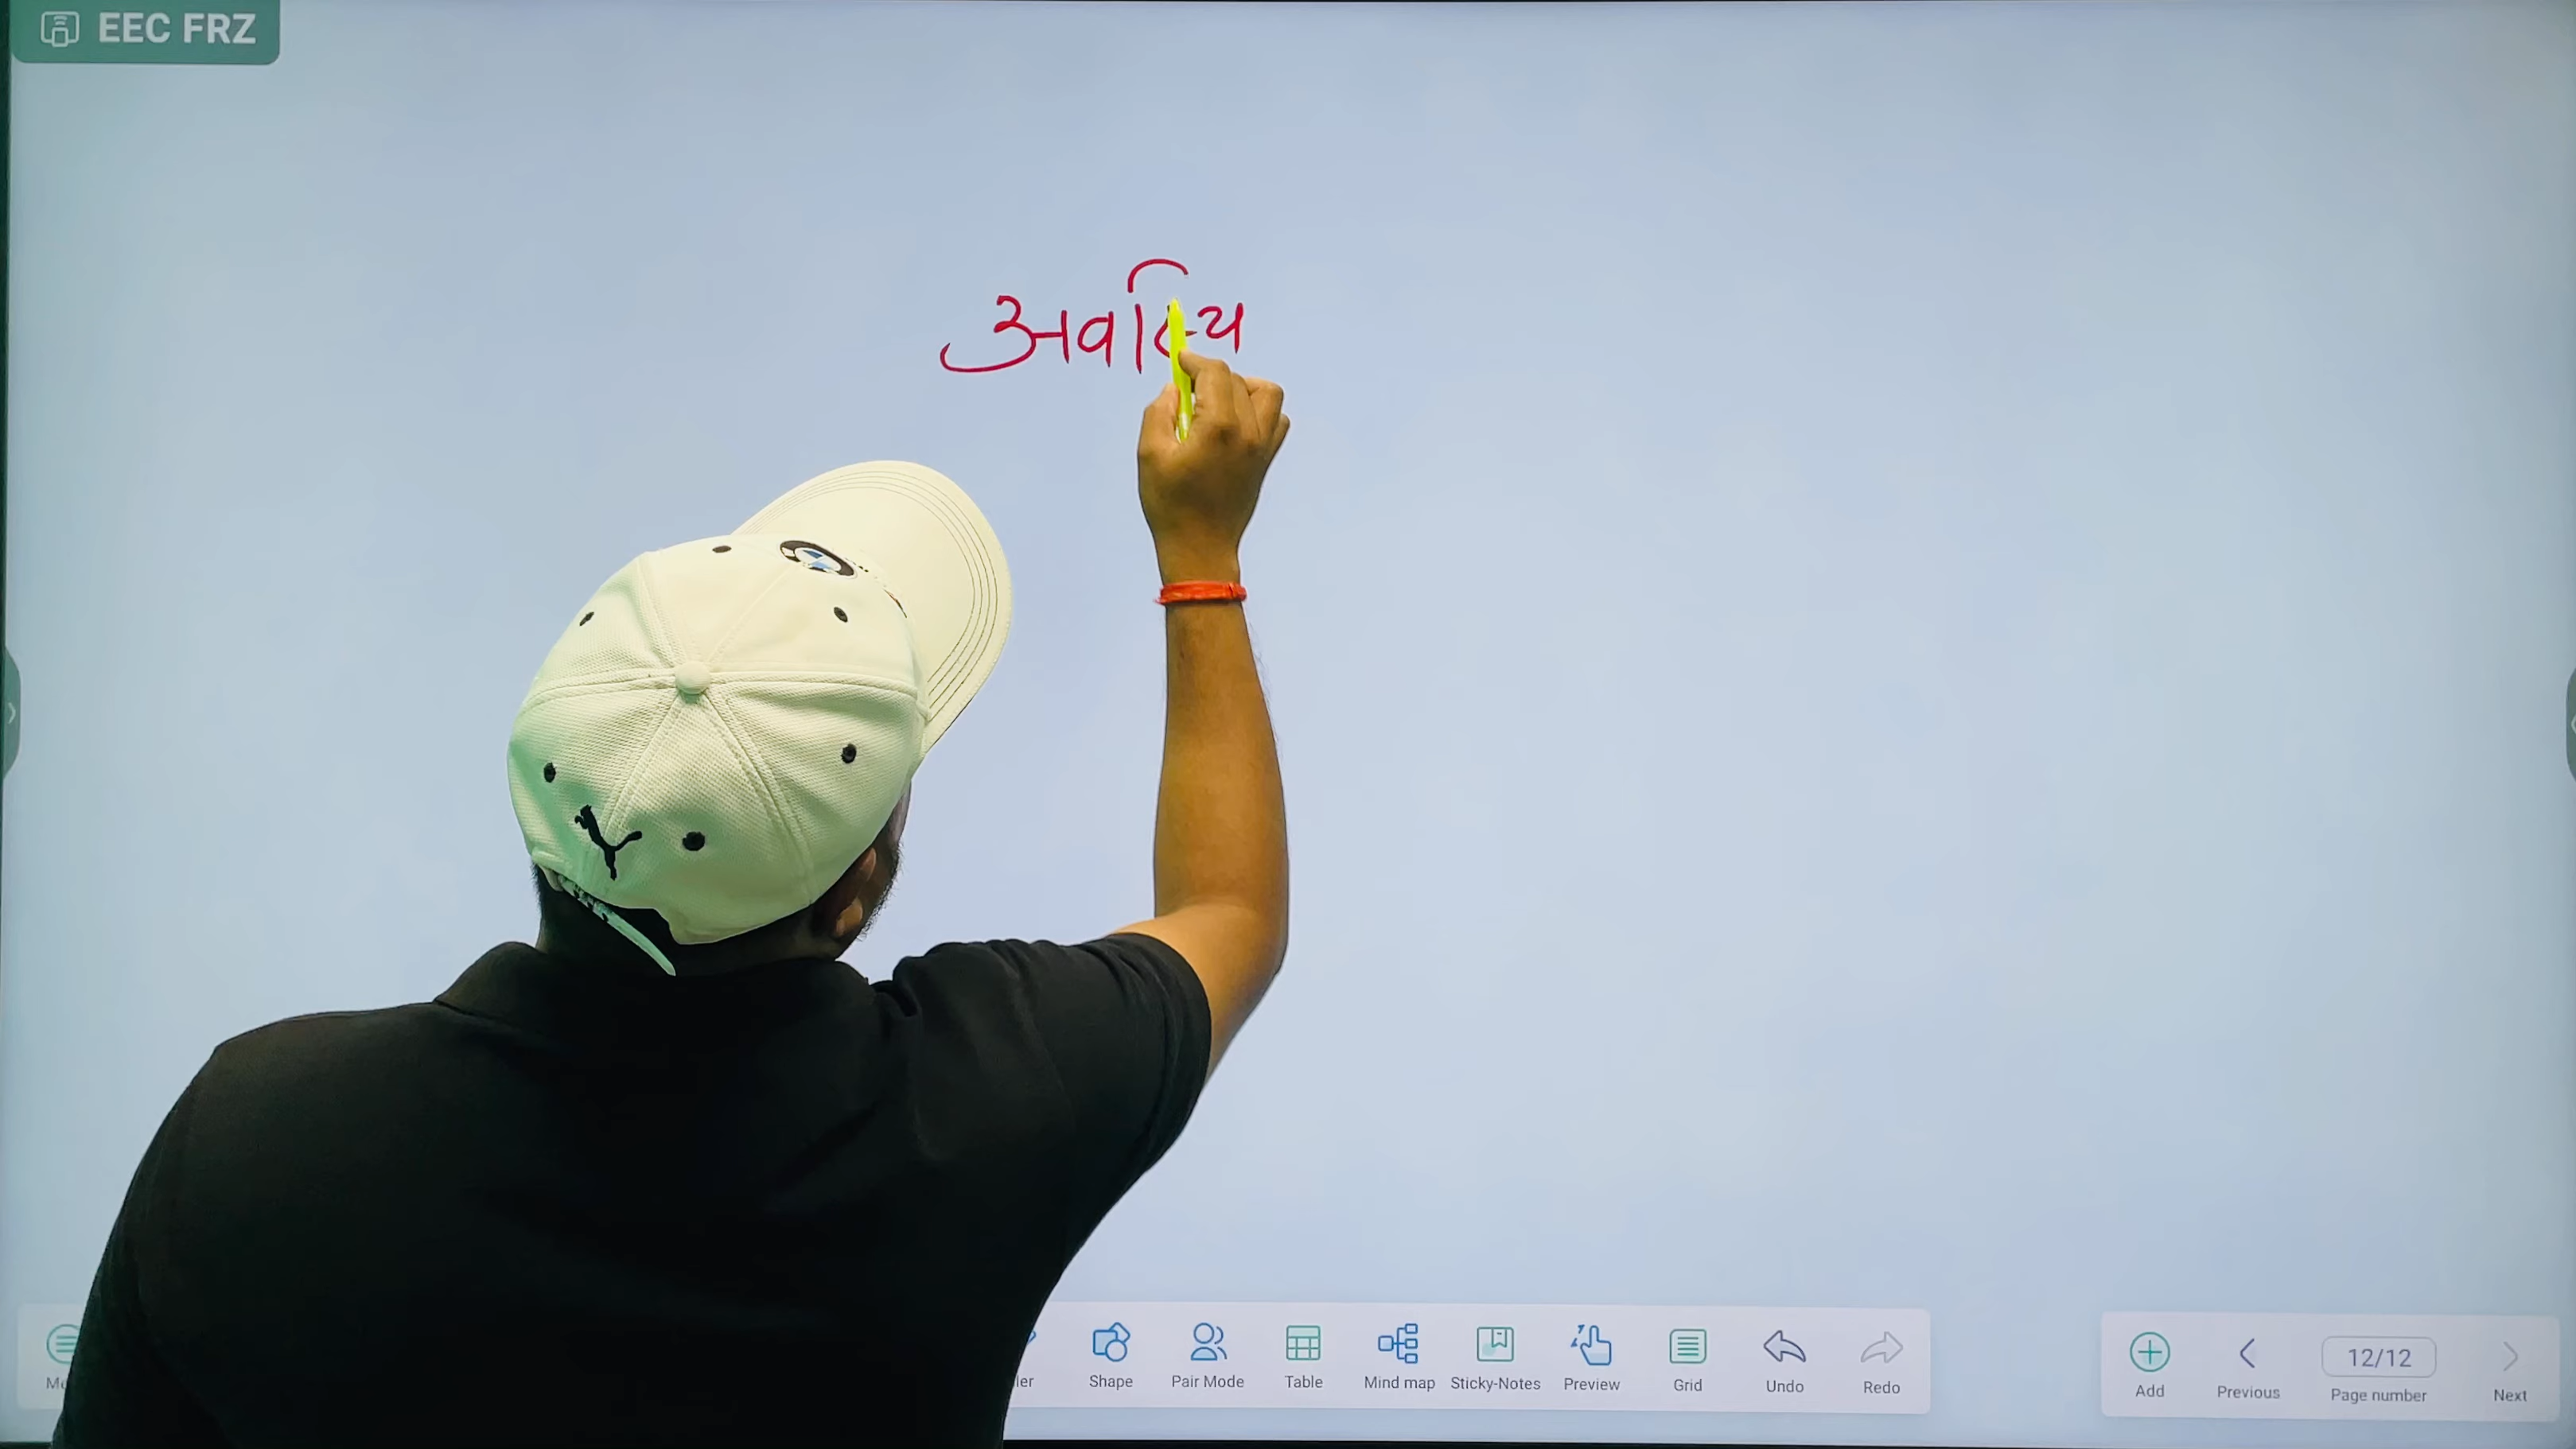 EEC FRZ
Shape Pair Mode Table Mind map Sticky-Notes Preview Grid Undo Redo
Add Previous 12/12 Page number Next